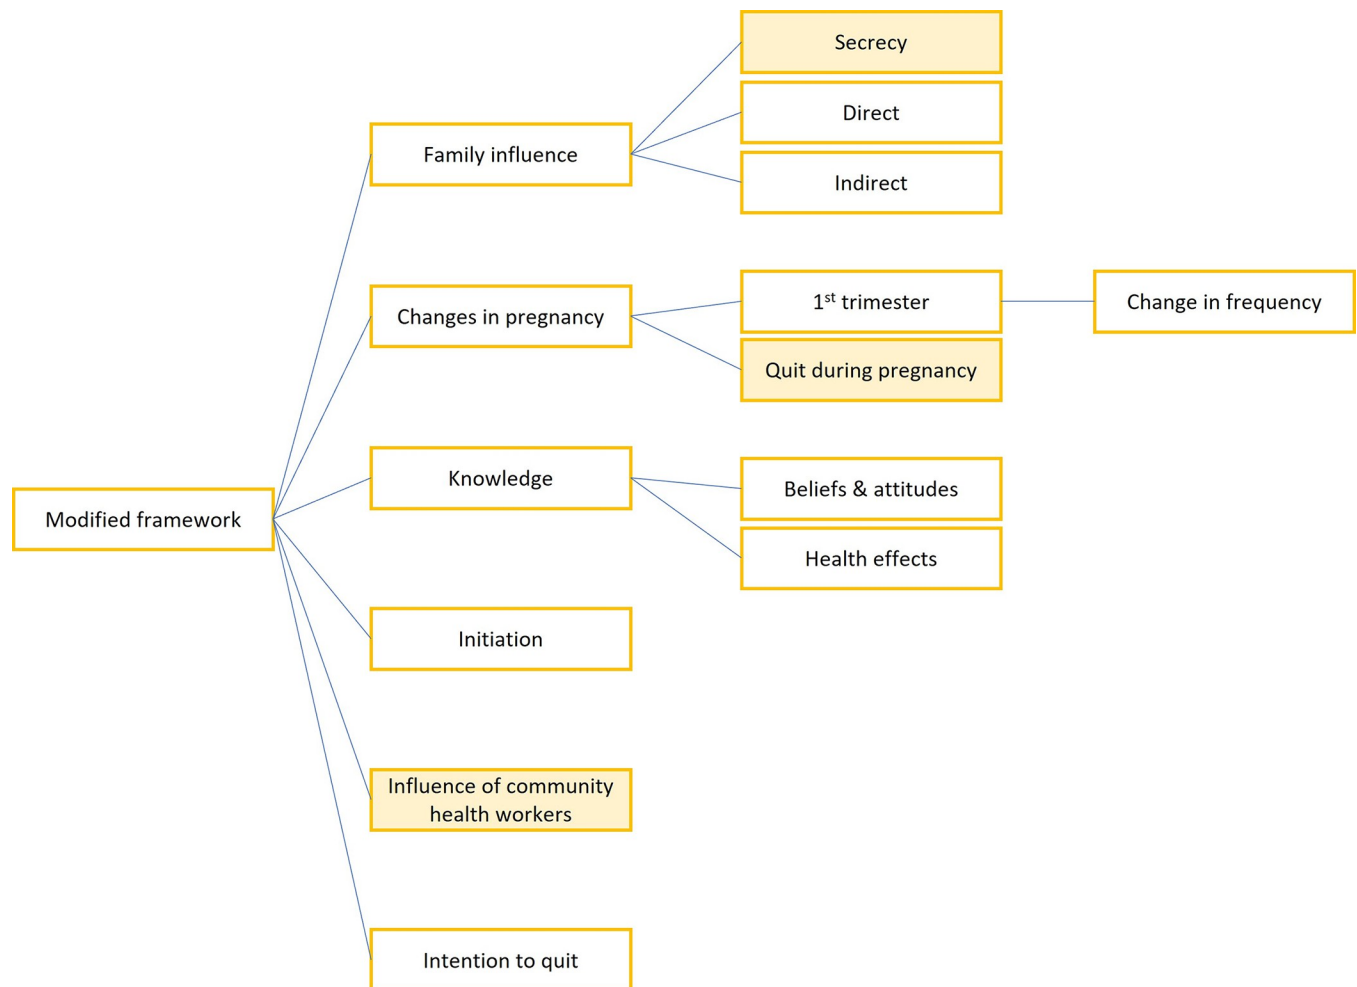 Secrecy
Direct
Family influence
Indirect
1st trimester
Change in frequency
Changes in pregnancy
Quit during pregnancy
Knowledge
Beliefs & attitudes
Modified framework
Health effects
Initiation
Influence of community
health workers
Intention to quit